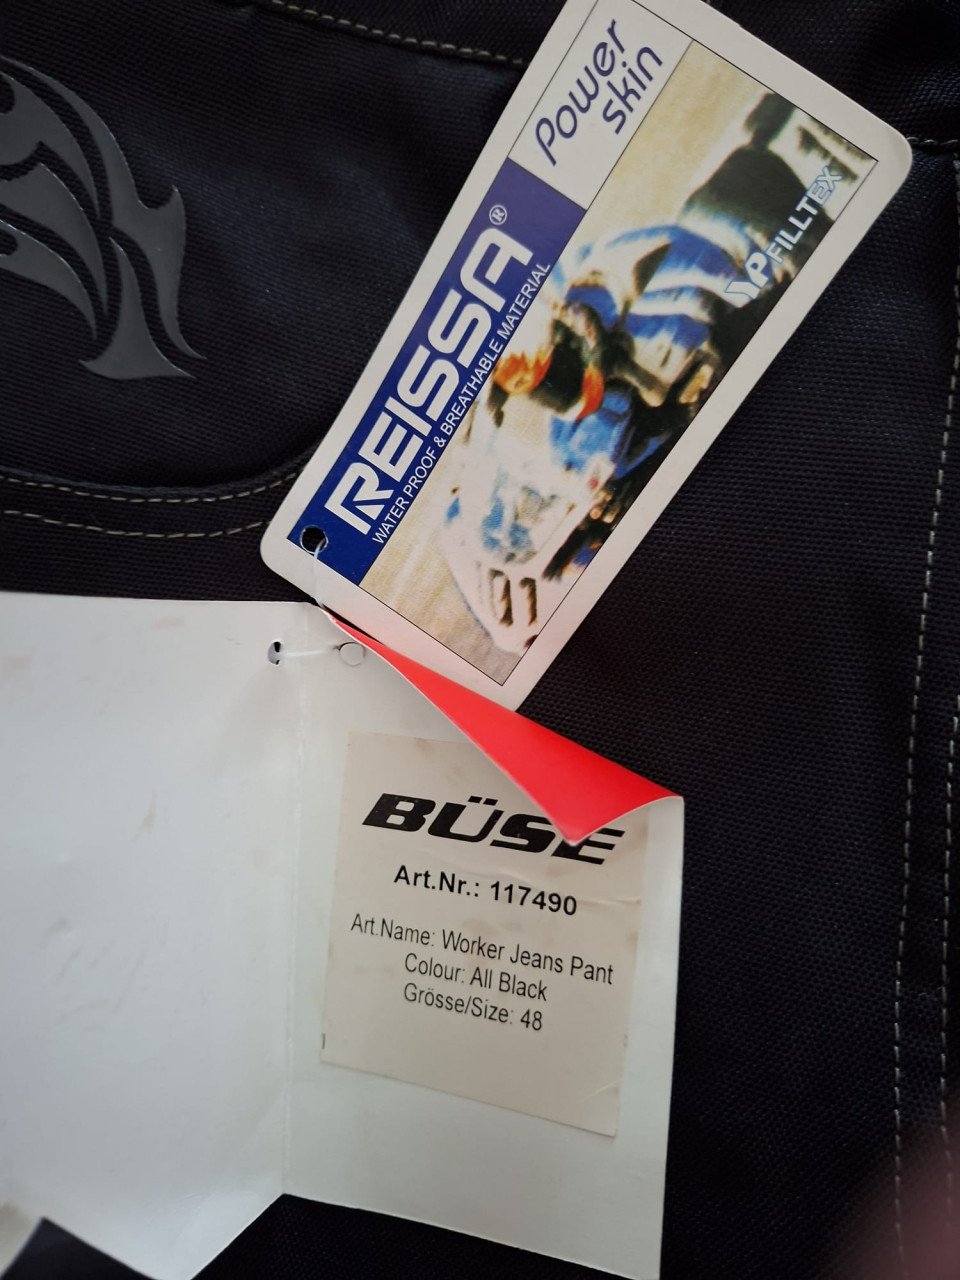 Power
skin
REISSA®
WATER PROOF & BREATHABLE MATERIAL
FILLTEX
101
BÜSE
Art.Nr.: 117490
Art.Name: Worker Jeans Pant
Colour: All Black
Grösse/Size: 48